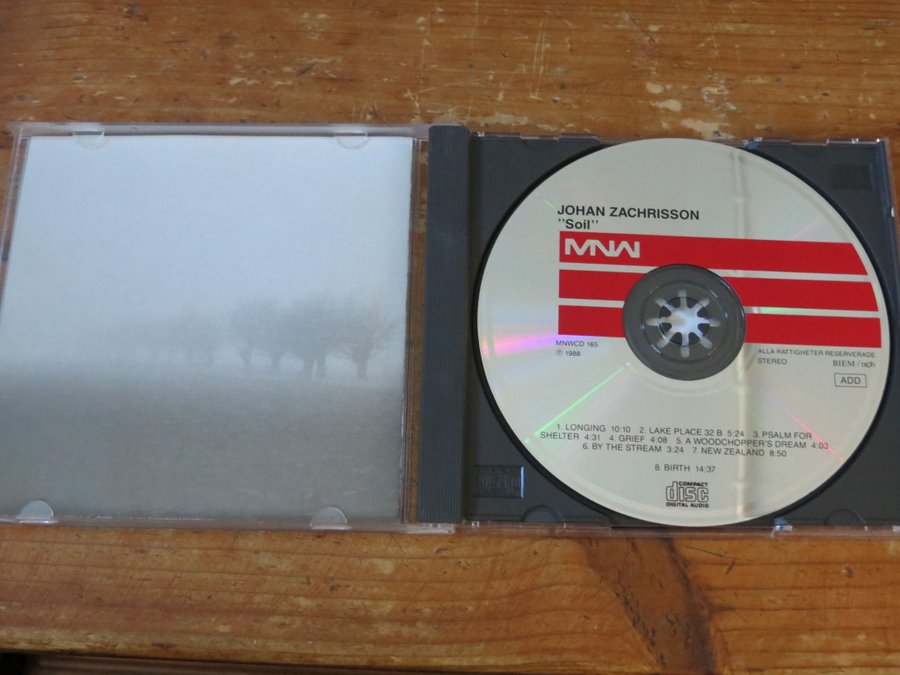 JOHAN ZACHRISSON
"Soil"
MNW
MNWCD 165
Ⓟ 1988
ALLA RÄTTIGHETER RESERVERADE
STEREO
BIEM / ncb
ADD
1. LONGING 10:10 2. LAKE PLACE 32 B 5:24 3. PSALM FOR
SHELTER 4:31 4. GRIEF 4:08 5. A WOODCHOPPER'S DREAM 4:03
6. BY THE STREAM 3:24 7. NEW ZEALAND 8:50
8. BIRTH 14:37
COMPACT
disc
DIGITAL AUDIO